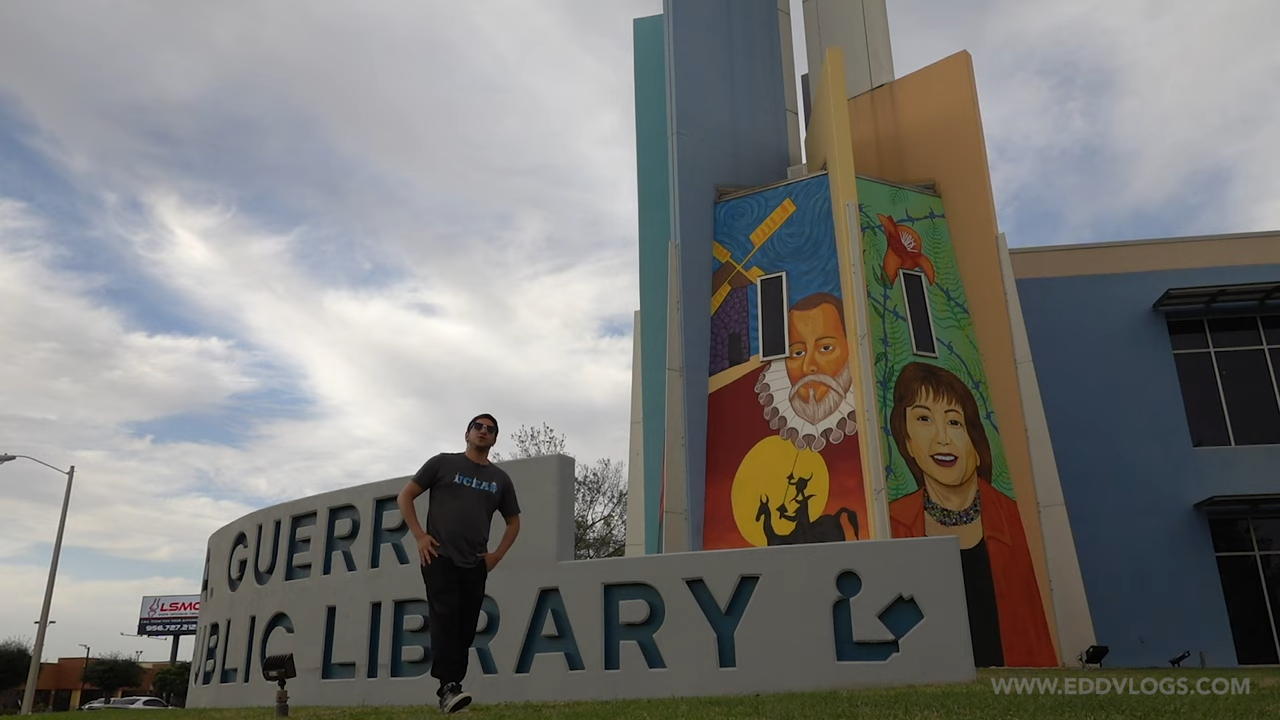 A. GUERR
UBLIC LIBRARY
UCLA
LSMC
WWW.EDDVLOGS.COM